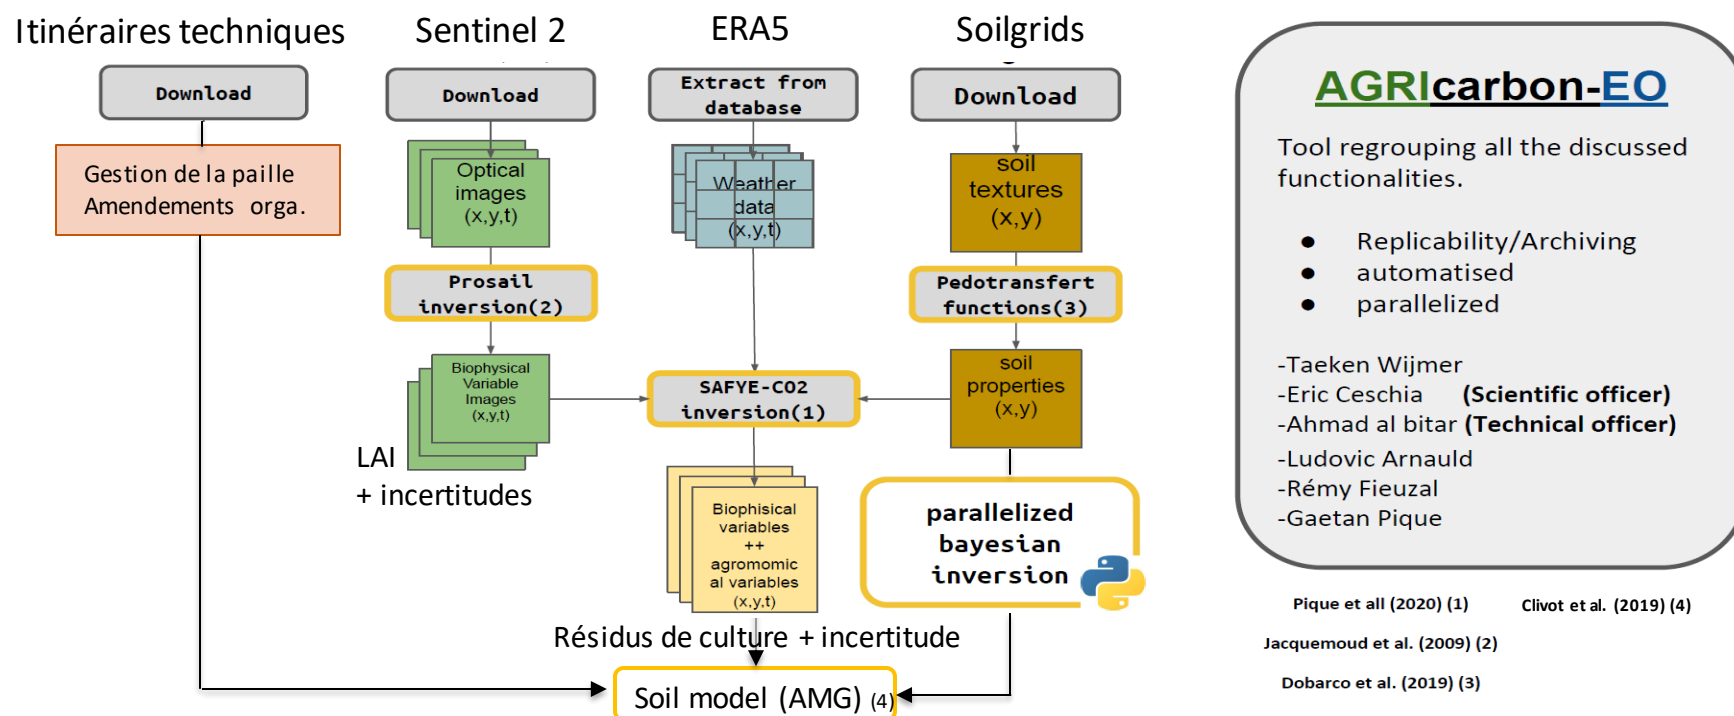 Itinéraires techniques
Download
Gestion de la paille
Amendements orga.
Sentinel 2
Download
Optical
images
(x,y,t)
Prosail
inversion(2)
Biophysical
Variable
Images
(x,y,t)
LAI
+ incertitudes
ERA5
Extract from
database
Weather
data
(x,y,t)
SAFYE-CO2
inversion(1)
Biophisical
variables
++
agromomic
al variables
(x,y,t)
Résidus de culture + incertitude
Soil model (AMG) (4)
Soilgrids
Download
soil
textures
(x,y)
Pedotransfert
functions(3)
soil
properties
(x,y)
parallelized
bayesian
inversion
AGRIcarbon-EO
Tool regrouping all the discussed
functionalities.
● Replicability/Archiving
● automatised
● parallelized
-Taeken Wijmer
-Eric Ceschia (Scientific officer)
-Ahmad al bitar (Technical officer)
-Ludovic Arnauld
-Rémy Fieuzal
-Gaetan Pique
Pique et all (2020) (1)
Clivot et al. (2019) (4)
Jacquemoud et al. (2009) (2)
Dobarco et al. (2019) (3)